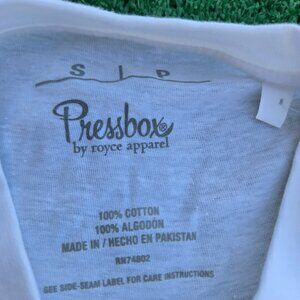 Pressbox®
by royce apparel
100% COTTON
100% ALGODON
MADE IN / HECHO EN PAKISTAN
RN74802
SEE SIDE-SEAM LABEL FOR CARE INSTRUCTIONS